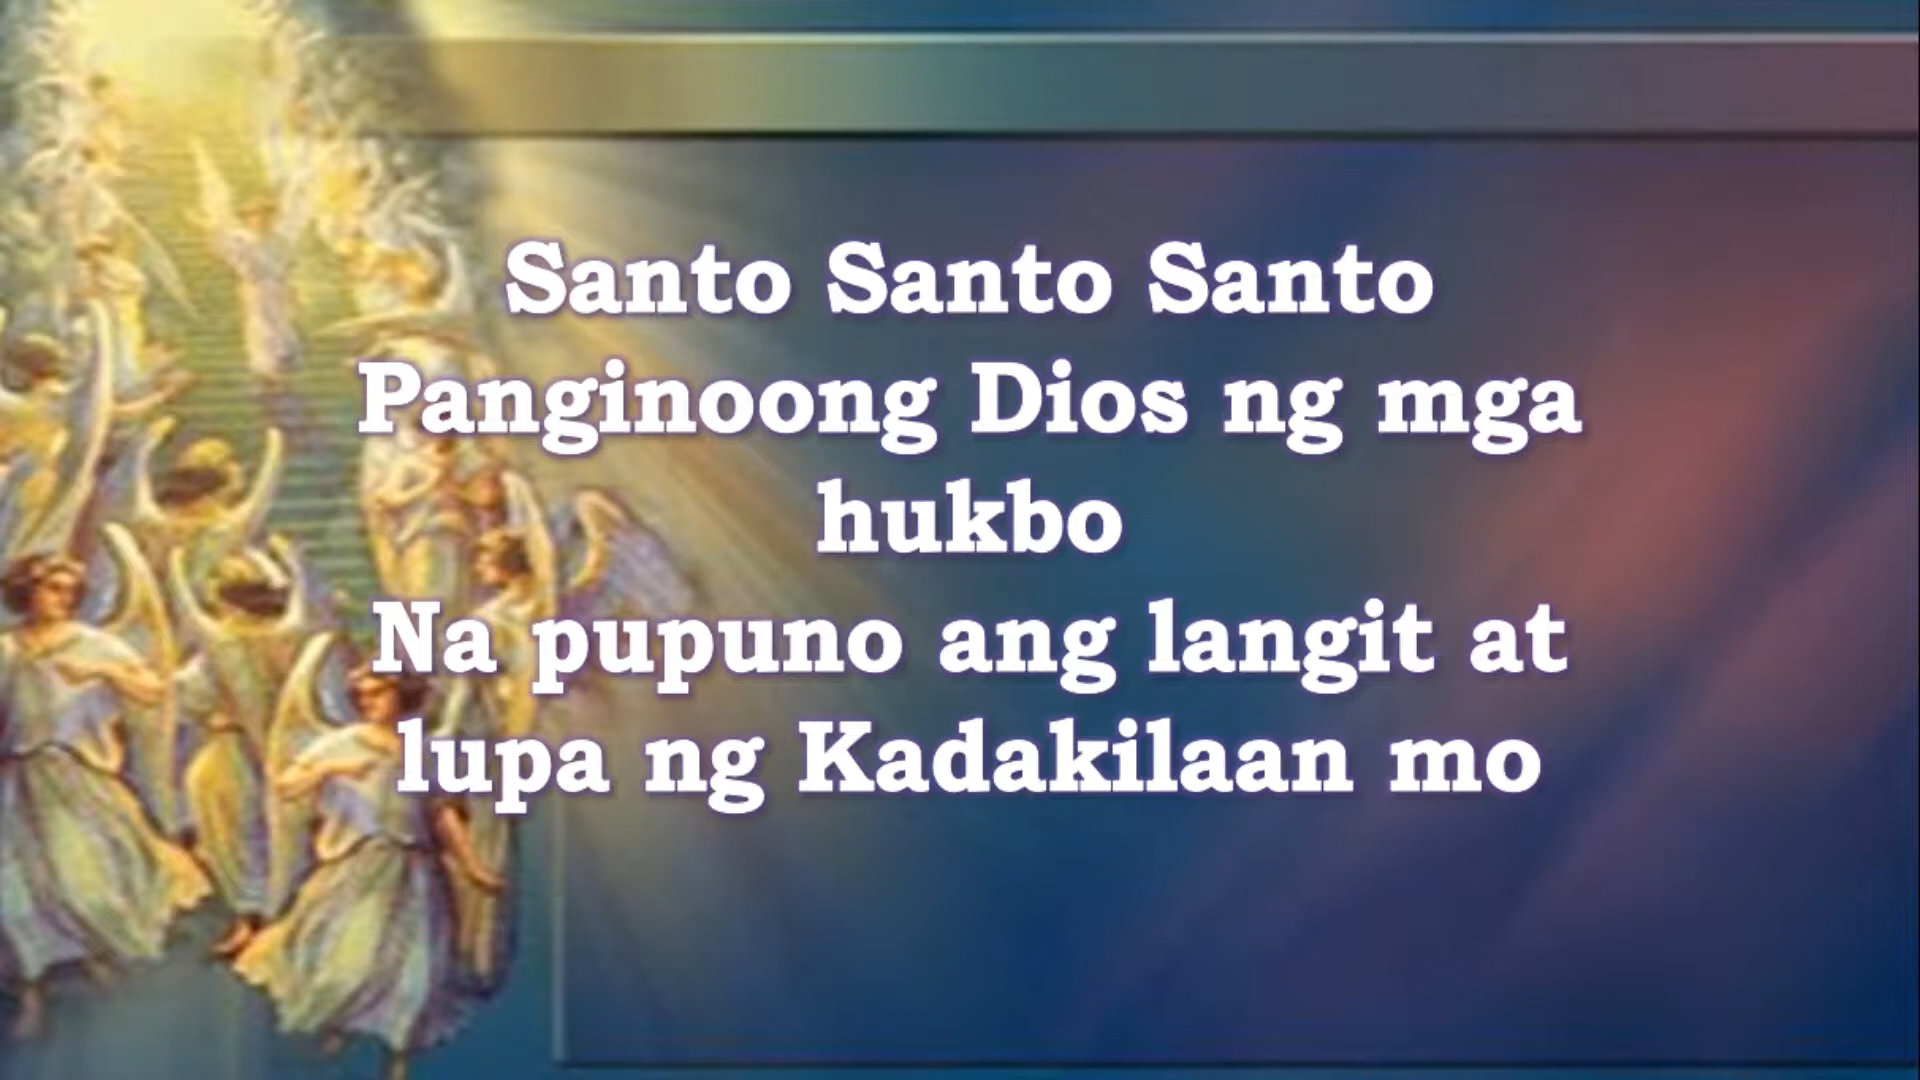 Santo Santo Santo
Panginoong Dios ng mga
hukbo
Na pupuno ang langit at
lupa ng Kadakilaan mo